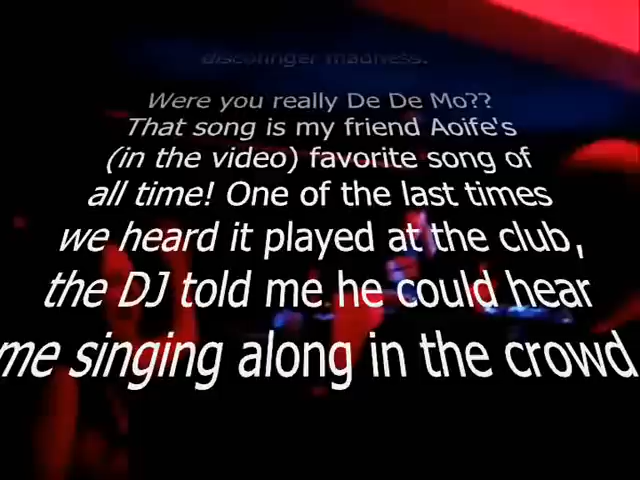 discofinger madness.
Were you really De De Mo??
That song is my friend Aoife's
(in the video) favorite song of
all time! One of the last times
we heard it played at the club,
the DJ told me he could hear
me singing along in the crowd